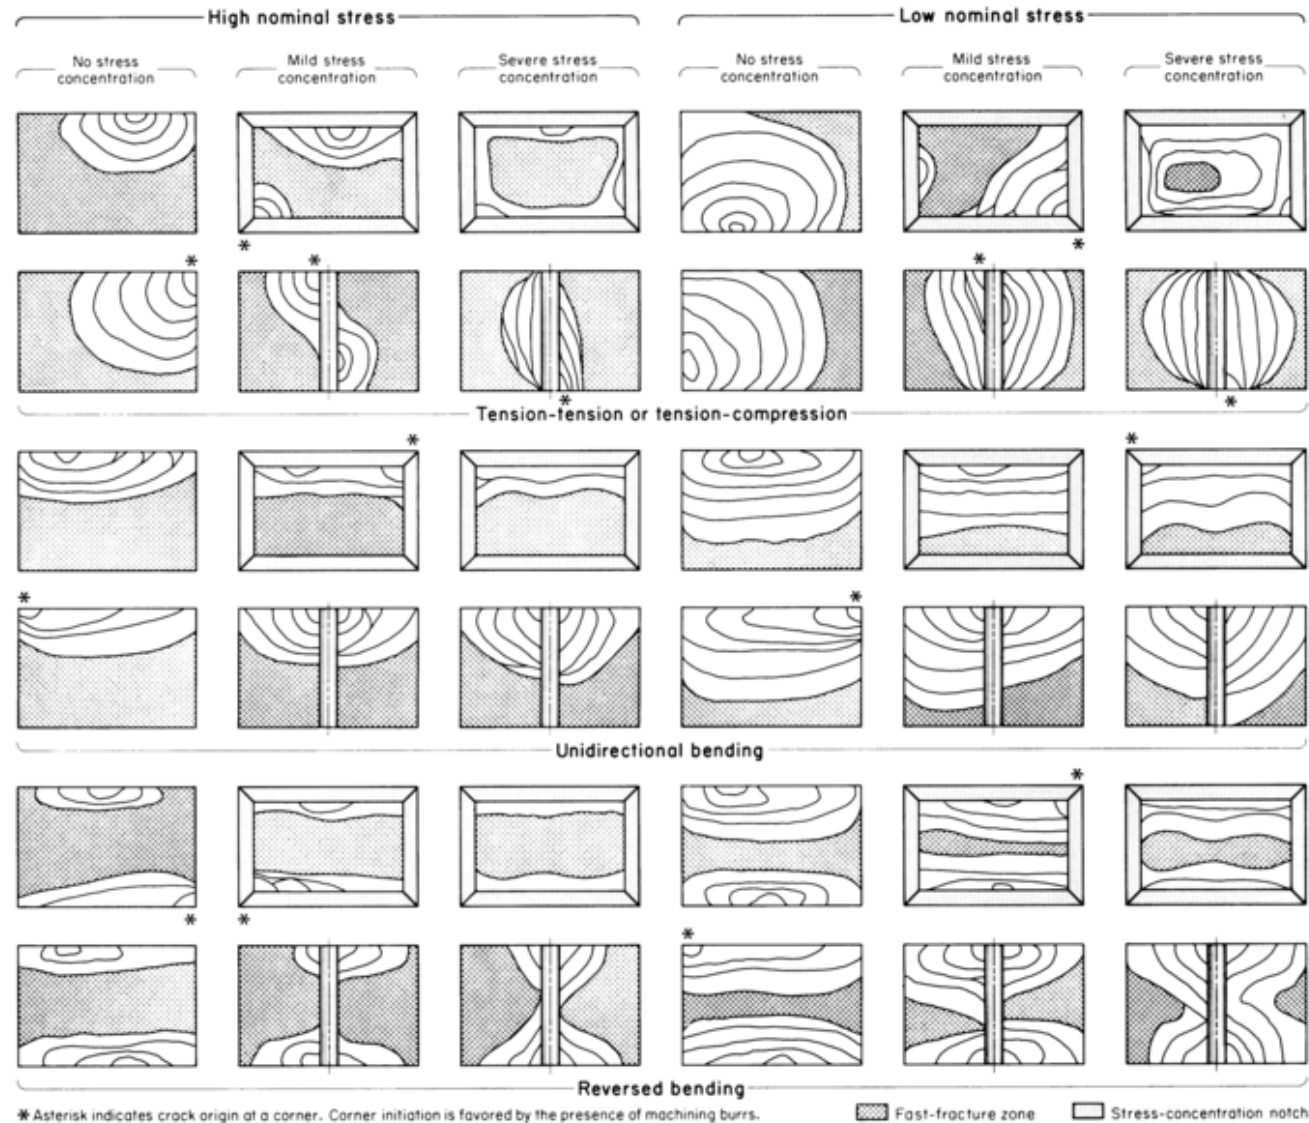 High nominal stress
Low nominal stress
No stress
concentration
Mild stress
concentration
Severe stress
concentration
No stress
concentration
Mild stress
concentration
Severe stress
concentration
*
*
*
*
*
*
*
Tension-tension or tension-compression
*
*
*
*
Unidirectional bending
*
*
*
*
Reversed bending
* Asterisk indicates crack origin at a corner. Corner initiation is favored by the presence of machining burrs.
Fast-fracture zone
Stress-concentration notch